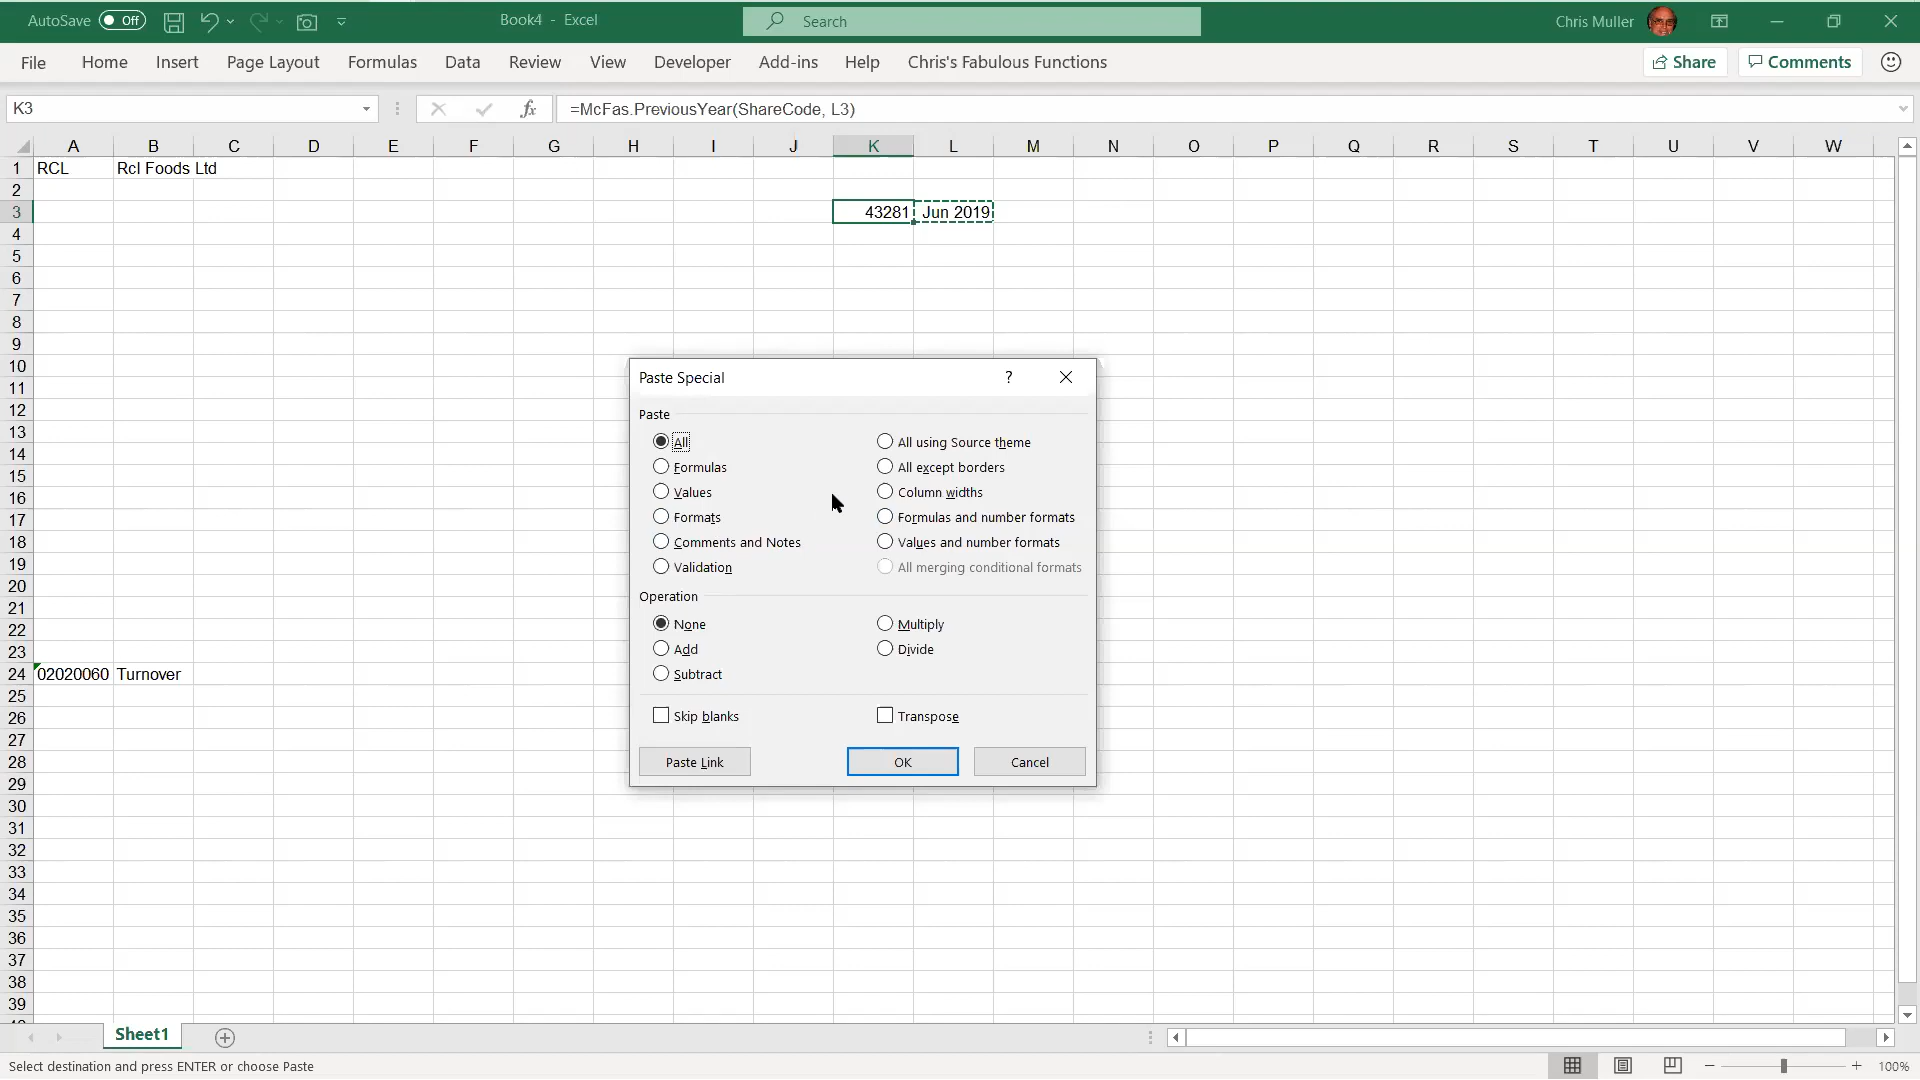 AutoSave Off
Book4 - Excel
Search
Chris Muller
File Home Insert Page Layout Formulas Data Review View Developer Add-ins Help Chris's Fabulous Functions Share Comments
K3 fx =McFas.PreviousYear(ShareCode, L3)
A B C D E F G H I J K L M N O P Q R S T U V W
1 RCL Rcl Foods Ltd
2
3 43281 Jun 2019
4
5
6
7
8
9
10
11
12
13
14
15
16
17
18
19
20
21
22
23
24 02020060 Turnover
25
26
27
28
29
30
31
32
33
34
35
36
37
38
39
Paste Special ?
Paste
All All using Source theme
Formulas All except borders
Values Column widths
Formats Formulas and number formats
Comments and Notes Values and number formats
Validation All merging conditional formats
Operation
None Multiply
Add Divide
Subtract
Skip blanks Transpose
Paste Link OK Cancel
Sheet1
Select destination and press ENTER or choose Paste
100%